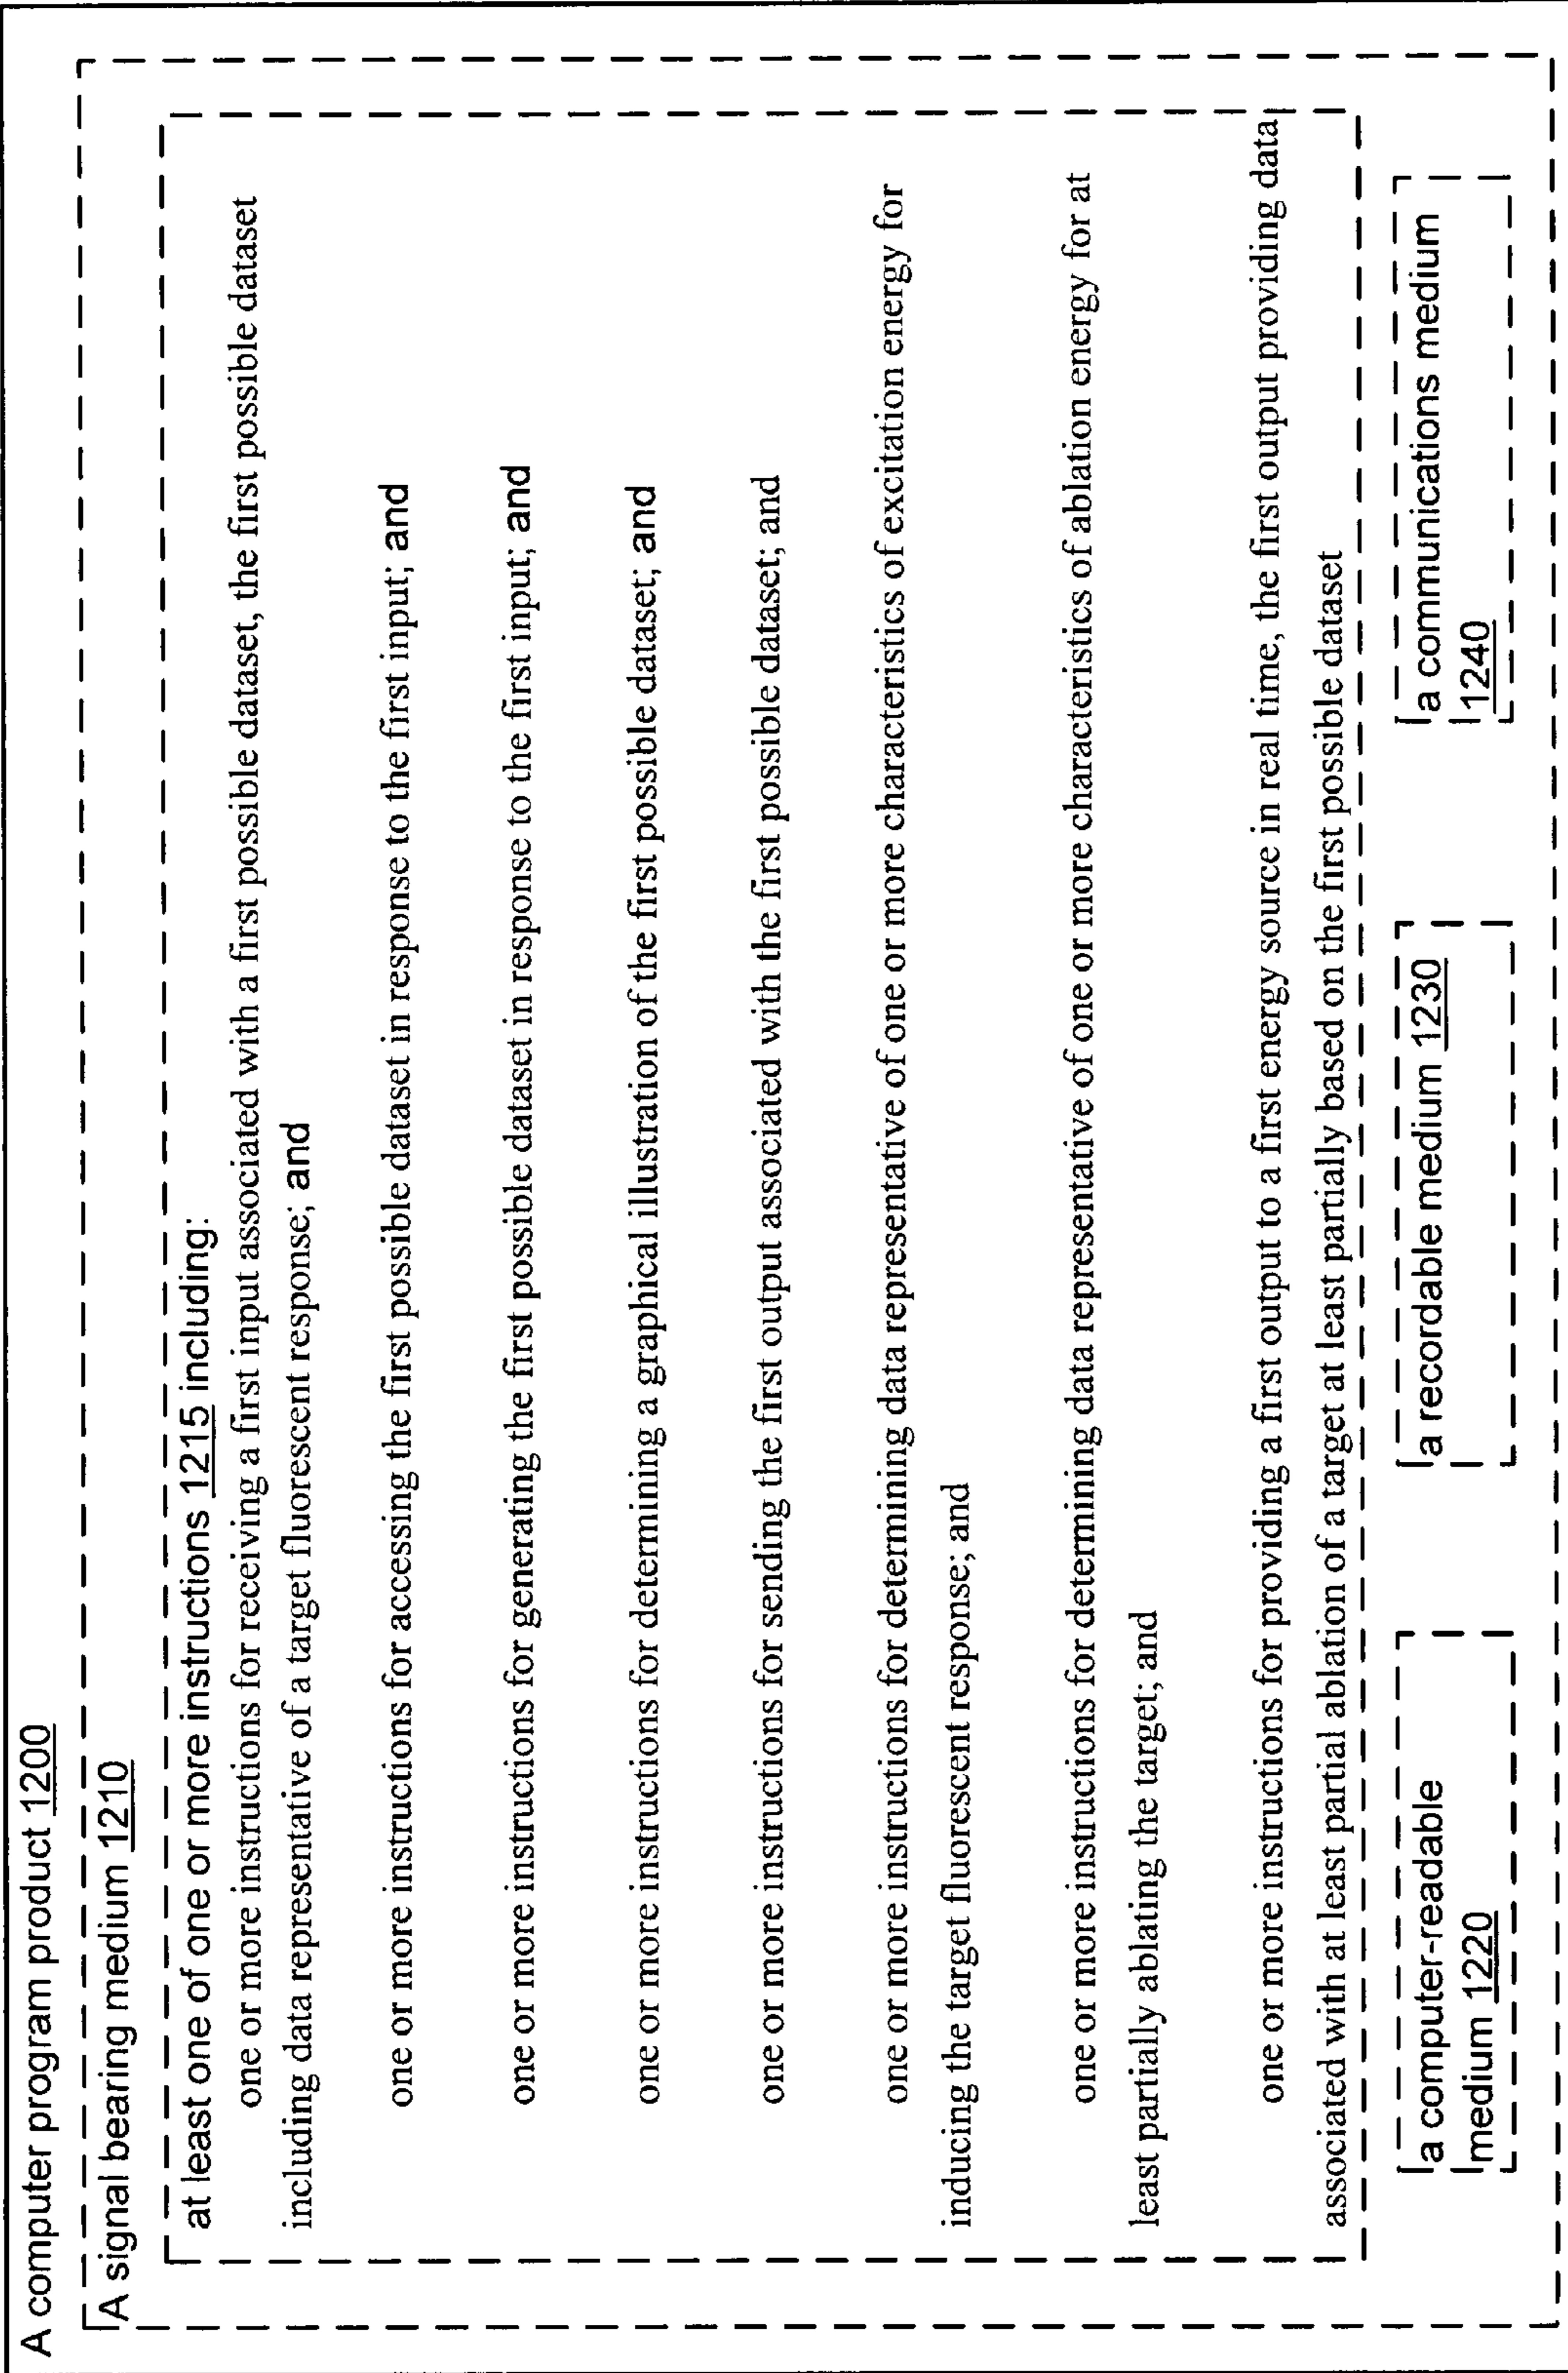 A computer program product 1200
A signal bearing medium 1210
at least one of one or more instructions 1215 including:
one or more instructions for receiving a first input associated with a first possible dataset, the first possible dataset
including data representative of a target fluorescent response; and
one or more instructions for accessing the first possible dataset in response to the first input; and
one or more instructions for generating the first possible dataset in response to the first input; and
one or more instructions for determining a graphical illustration of the first possible dataset; and
one or more instructions for sending the first output associated with the first possible dataset; and
one or more instructions for determining data representative of one or more characteristics of excitation energy for
inducing the target fluorescent response; and
one or more instructions for determining data representative of one or more characteristics of ablation energy for at
least partially ablating the target; and
one or more instructions for providing a first output to a first energy source in real time, the first output providing data
associated with at least partial ablation of a target at least partially based on the first possible dataset
a computer-readable
medium 1220
a recordable medium 1230
a communications medium
1240